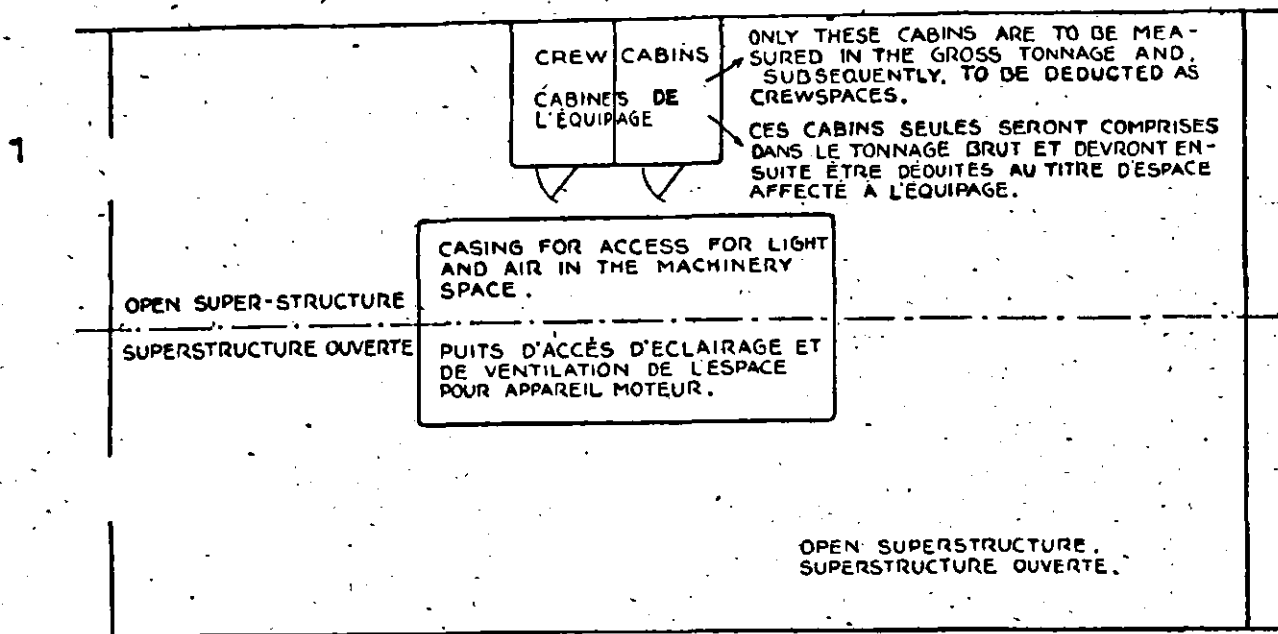 1
CREW CABINS
CABINES DE
L'ÉQUIPAGE
ONLY THESE CABINS ARE TO BE MEA-
SURED IN THE GROSS TONNAGE AND,
SUBSEQUENTLY, TO BE DEDUCTED AS
CREWSPACES.
CES CABINS SEULES SERONT COMPRISES
DANS LE TONNAGE BRUT ET DEVRONT EN-
SUITE ÊTRE DÉDUITES AU TITRE D'ESPACE
AFFECTÉ À L'ÉQUIPAGE.
CASING FOR ACCESS FOR LIGHT
AND AIR IN THE MACHINERY
SPACE.
OPEN SUPER-STRUCTURE
SUPERSTRUCTURE OUVERTE
PUITS D'ACCÈS D'ECLAIRAGE ET
DE VENTILATION DE L'ESPACE
POUR APPAREIL MOTEUR.
OPEN SUPERSTRUCTURE.
SUPERSTRUCTURE OUVERTE.